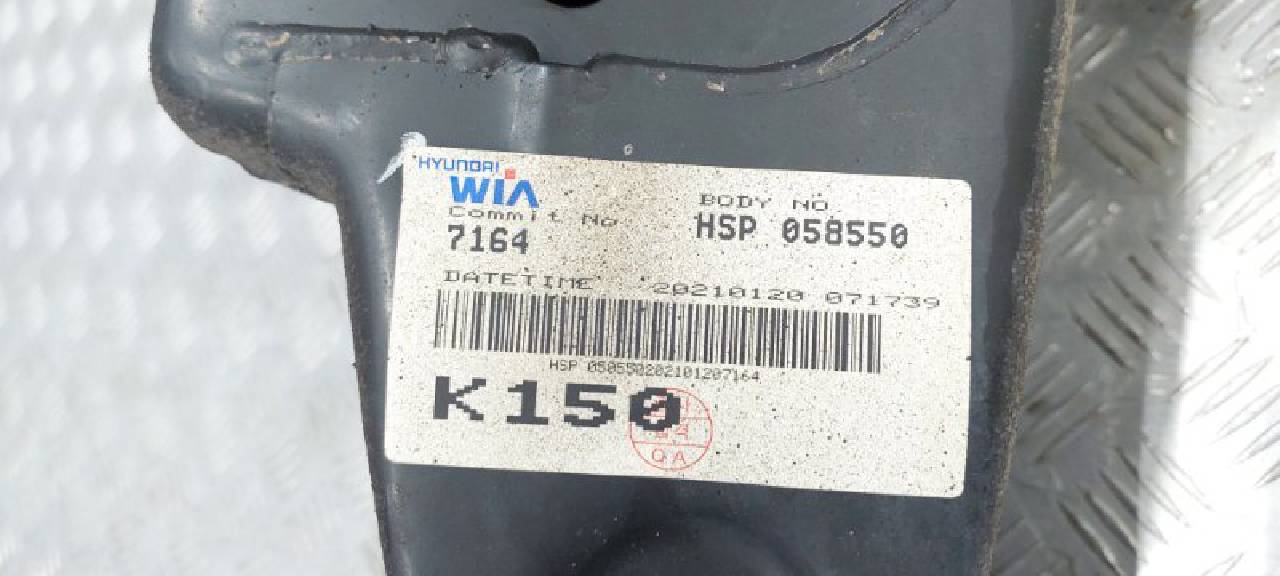 HYUNDAI
WIA
Commit No
7164
BODY NO
HSP 058550
DATETIME 20210120 071739
HSP 058550202101207164
K150
QA